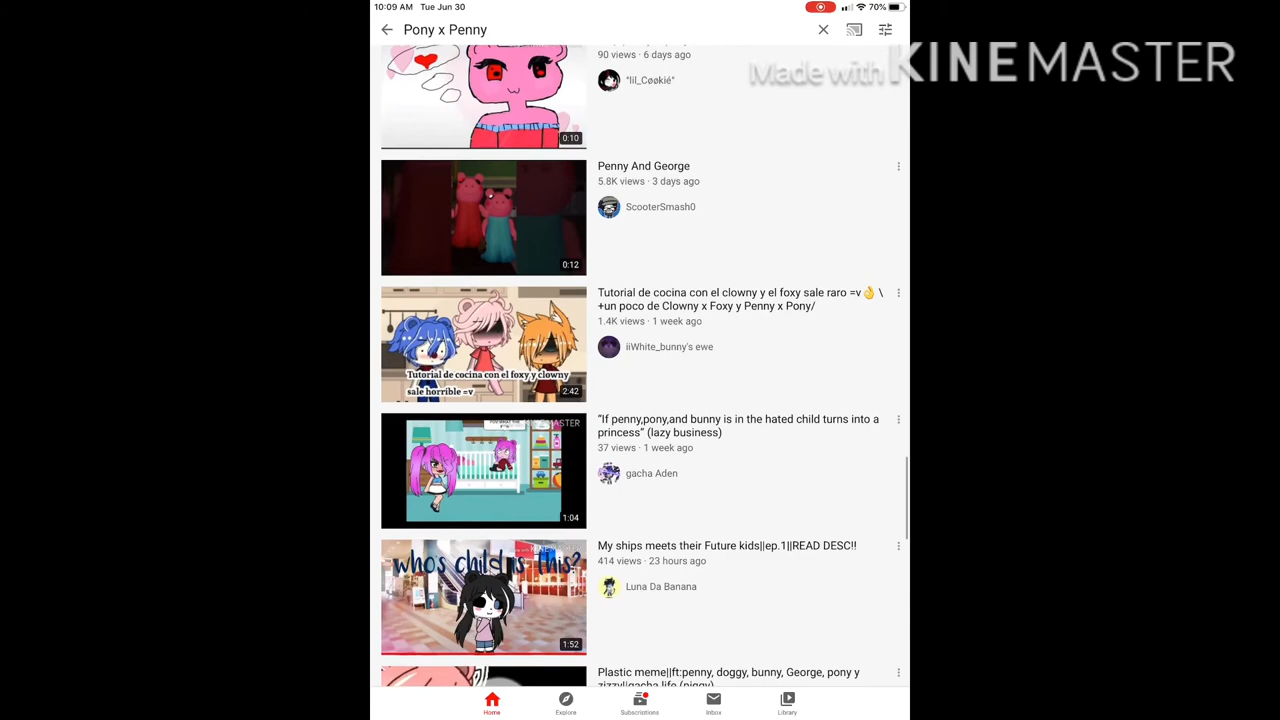 10:09 AM Tue Jun 30
70%
Pony x Penny
Made with KINEMASTER
90 views · 6 days ago
°lil_Cøøkié°
0:10
Penny And George
5.8K views · 3 days ago
ScooterSmash0
0:12
Tutorial de cocina con el clowny y el foxy sale raro =v👌 \
+un poco de Clowny x Foxy y Penny x Pony/
1.4K views · 1 week ago
iiWhite_bunny's ewe
Tutorial de cocina con el foxy y clowny
sale horrible =v
2:42
“If penny,pony,and bunny is in the hated child turns into a
princess” (lazy business)
37 views · 1 week ago
gacha Aden
1:04
My ships meets their Future kids||ep.1||READ DESC!!
414 views · 23 hours ago
Luna Da Banana
who's child is This?
1:52
Plastic meme||ft:penny, doggy, bunny, George, pony y
zizzy||gacha life (piggy)
Home
Explore
Subscriptions
Inbox
Library